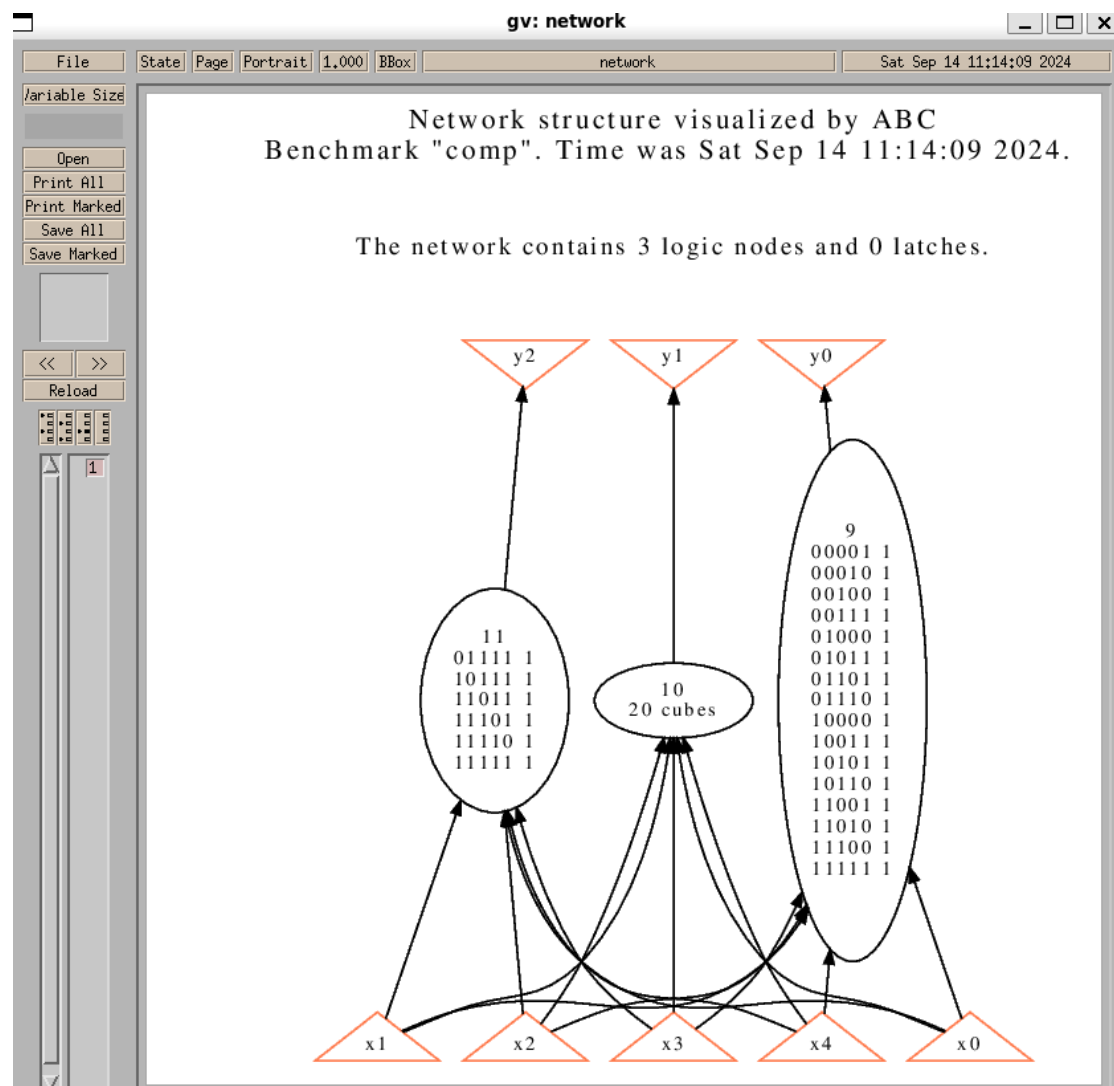 gv: network
File State Page Portrait 1.000 BBox network Sat Sep 14 11:14:09 2024
Variable Size
Open
Print All
Print Marked
Save All
Save Marked
<< >>
Reload
1
Network structure visualized by ABC
Benchmark "comp". Time was Sat Sep 14 11:14:09 2024.
The network contains 3 logic nodes and 0 latches.
y2 y1 y0
11
01111 1
10111 1
11011 1
11101 1
11110 1
11111 1
10
20 cubes
9
00001 1
00010 1
00100 1
00111 1
01000 1
01011 1
01101 1
01110 1
10000 1
10011 1
10101 1
10110 1
11001 1
11010 1
11100 1
11111 1
x1 x2 x3 x4 x0